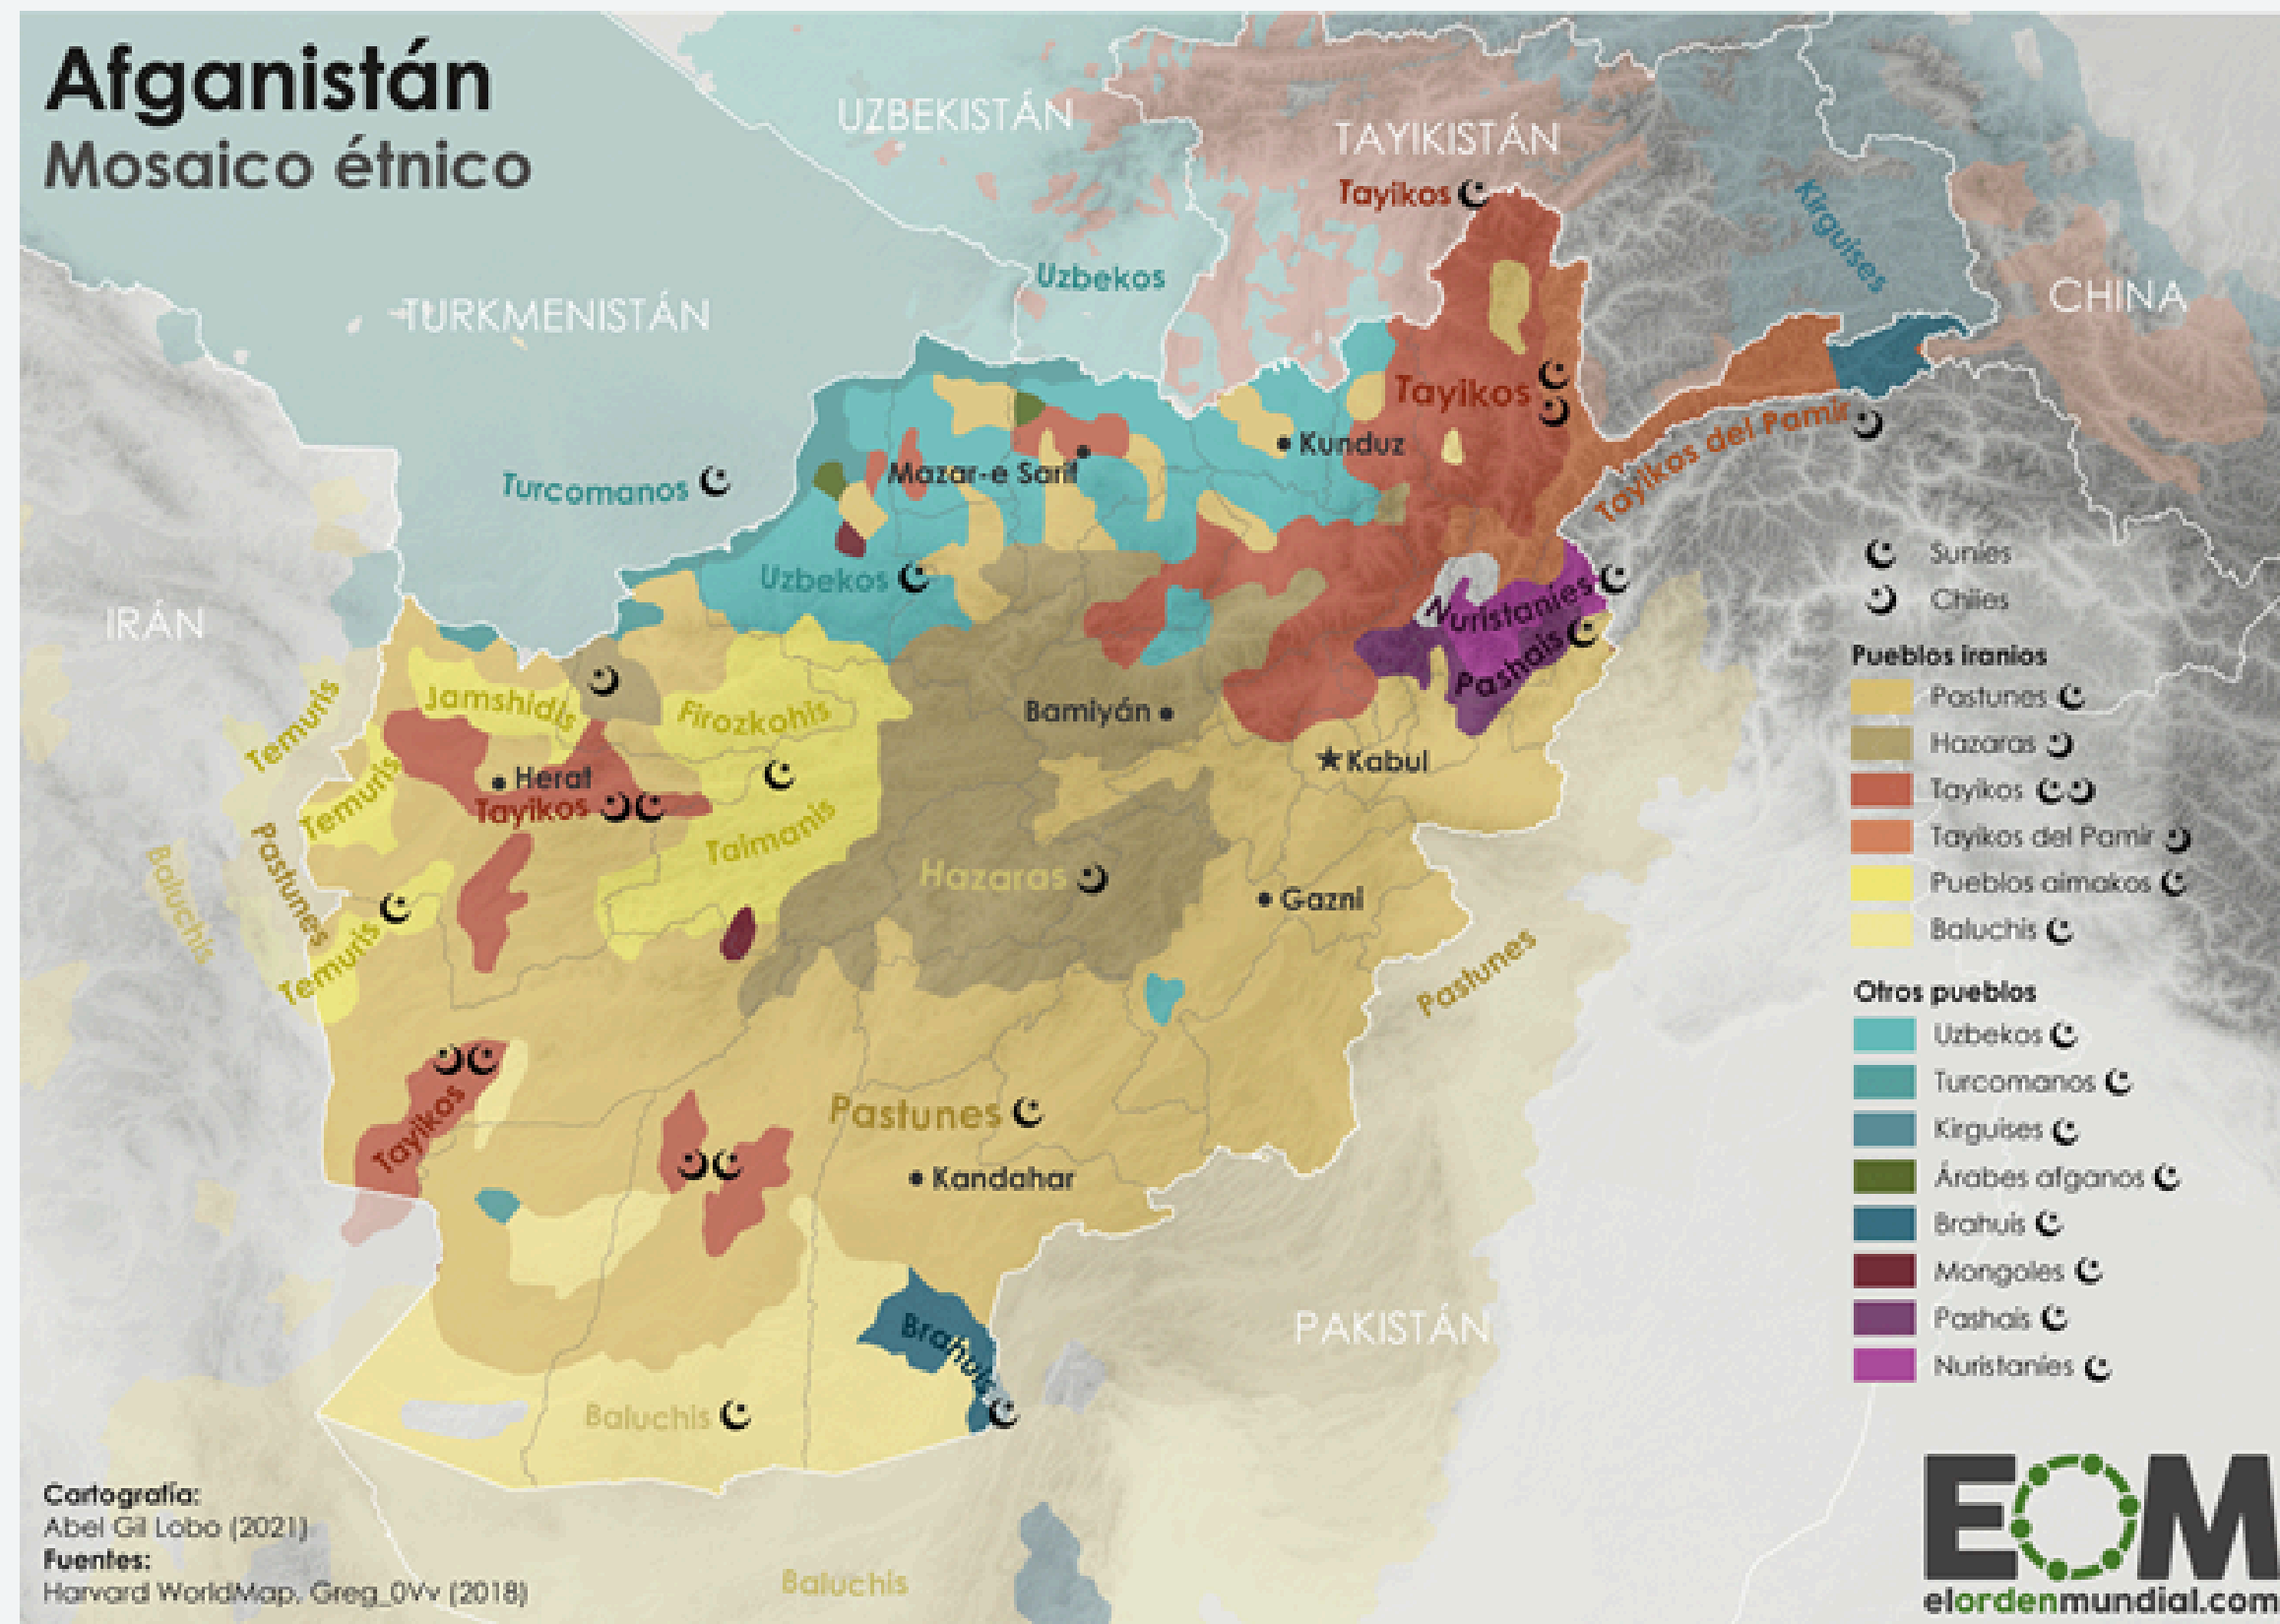 Afganistán
Mosaico étnico
UZBEKISTÁN
TAYIKISTÁN
Tayikos
Kirguises
Uzbekos
CHINA
TURKMENISTÁN
Tayikos
Kunduz
Tayikos del Pamir
Mazar-e Sarif
Turcomanos
Uzbekos
IRÁN
Nuristaníes
Pashais
Jamshidis
Firozkohis
Temuris
Bamiyán
Kabul
Herat
Tayikos
Temuris
Taimanis
Pastunes
Baluchis
Hazaras
Gazni
Temuris
Pastunes
Tayikos
Pastunes
Kandahar
Brahuis
PAKISTÁN
Baluchis
Baluchis
Suníes
Chiíes
Pueblos iranios
Pastunes
Hazaras
Tayikos
Tayikos del Pamir
Pueblos aimakos
Baluchis
Otros pueblos
Uzbekos
Turcomanos
Kirguises
Árabes afganos
Brahuis
Mongoles
Pashais
Nuristaníes
Cartografía:
Abel Gil Lobo (2021)
Fuentes:
Harvard WorldMap, Greg_0Vv (2018)
EOM
elordenmundial.com